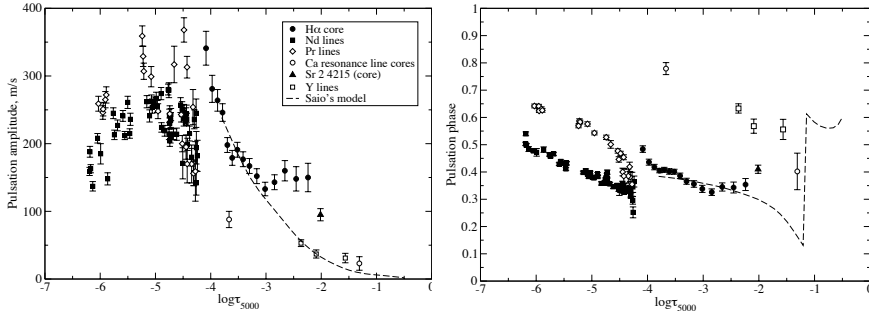 400
300
200
100
0
Pulsation amplitude, m/s
-7 -6 -5 -4 -3 -2 -1 0
logτ5000
Hα core
Nd lines
Pr lines
Ca resonance line cores
Sr 2 4215 (core)
Y lines
Saio's model
1
0.9
0.8
0.7
0.6
0.5
0.4
0.3
0.2
0.1
0
Pulsation phase
-7 -6 -5 -4 -3 -2 -1 0
logτ5000